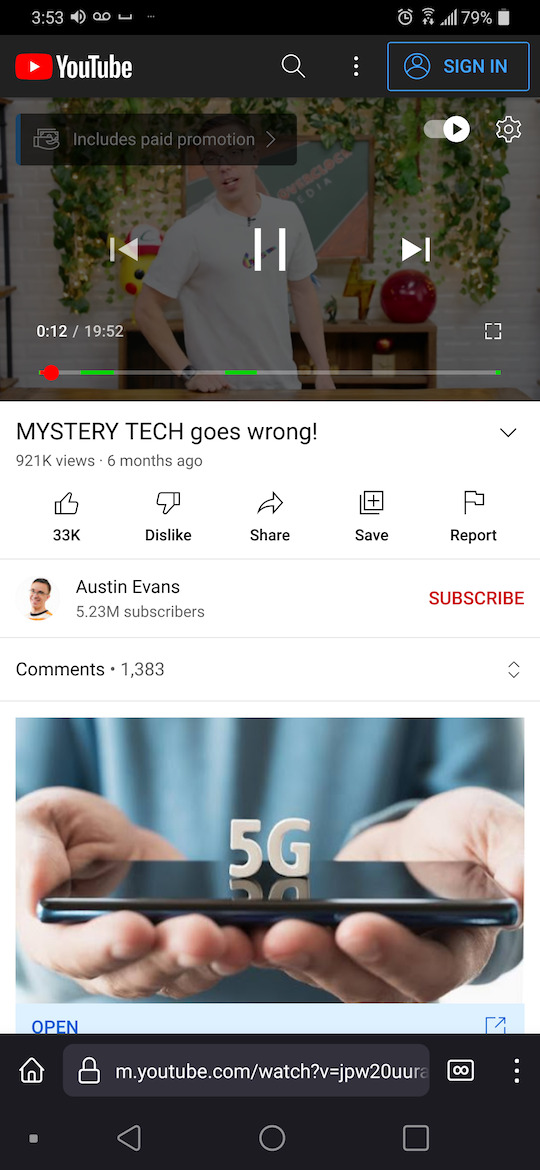 3:53
79%
YouTube
SIGN IN
Includes paid promotion
OVERCLOCK
MEDIA
0:12 / 19:52
MYSTERY TECH goes wrong!
921K views · 6 months ago
33K
Dislike
Share
Save
Report
Austin Evans
5.23M subscribers
SUBSCRIBE
Comments • 1,383
5G
OPEN
m.youtube.com/watch?v=jpw20uura